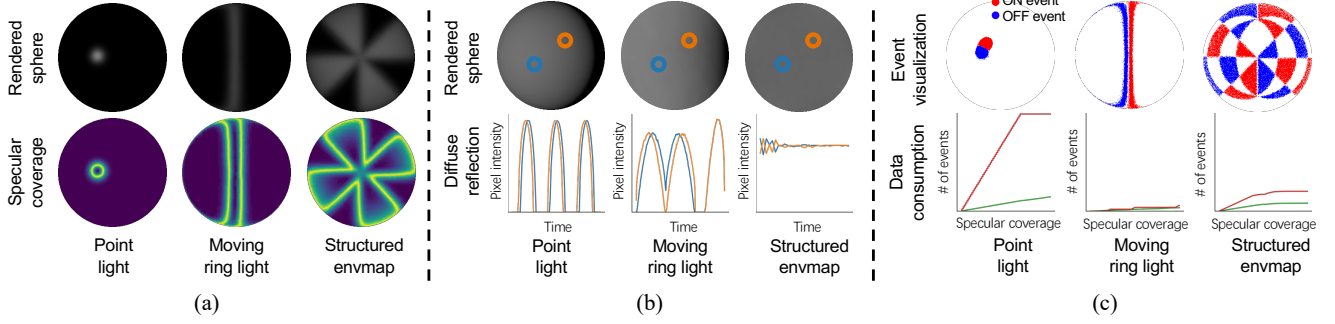 Rendered sphere
Specular coverage
Point light
Moving ring light
Structured envmap
(a)
Rendered sphere
Diffuse reflection
Pixel intensity
Pixel intensity
Pixel intensity
Time
Time
Time
Point light
Moving ring light
Structured envmap
(b)
ON event
OFF event
Event visualization
Data consumption
# of events
# of events
# of events
Specular coverage
Specular coverage
Specular coverage
Point light
Moving ring light
Structured envmap
(c)